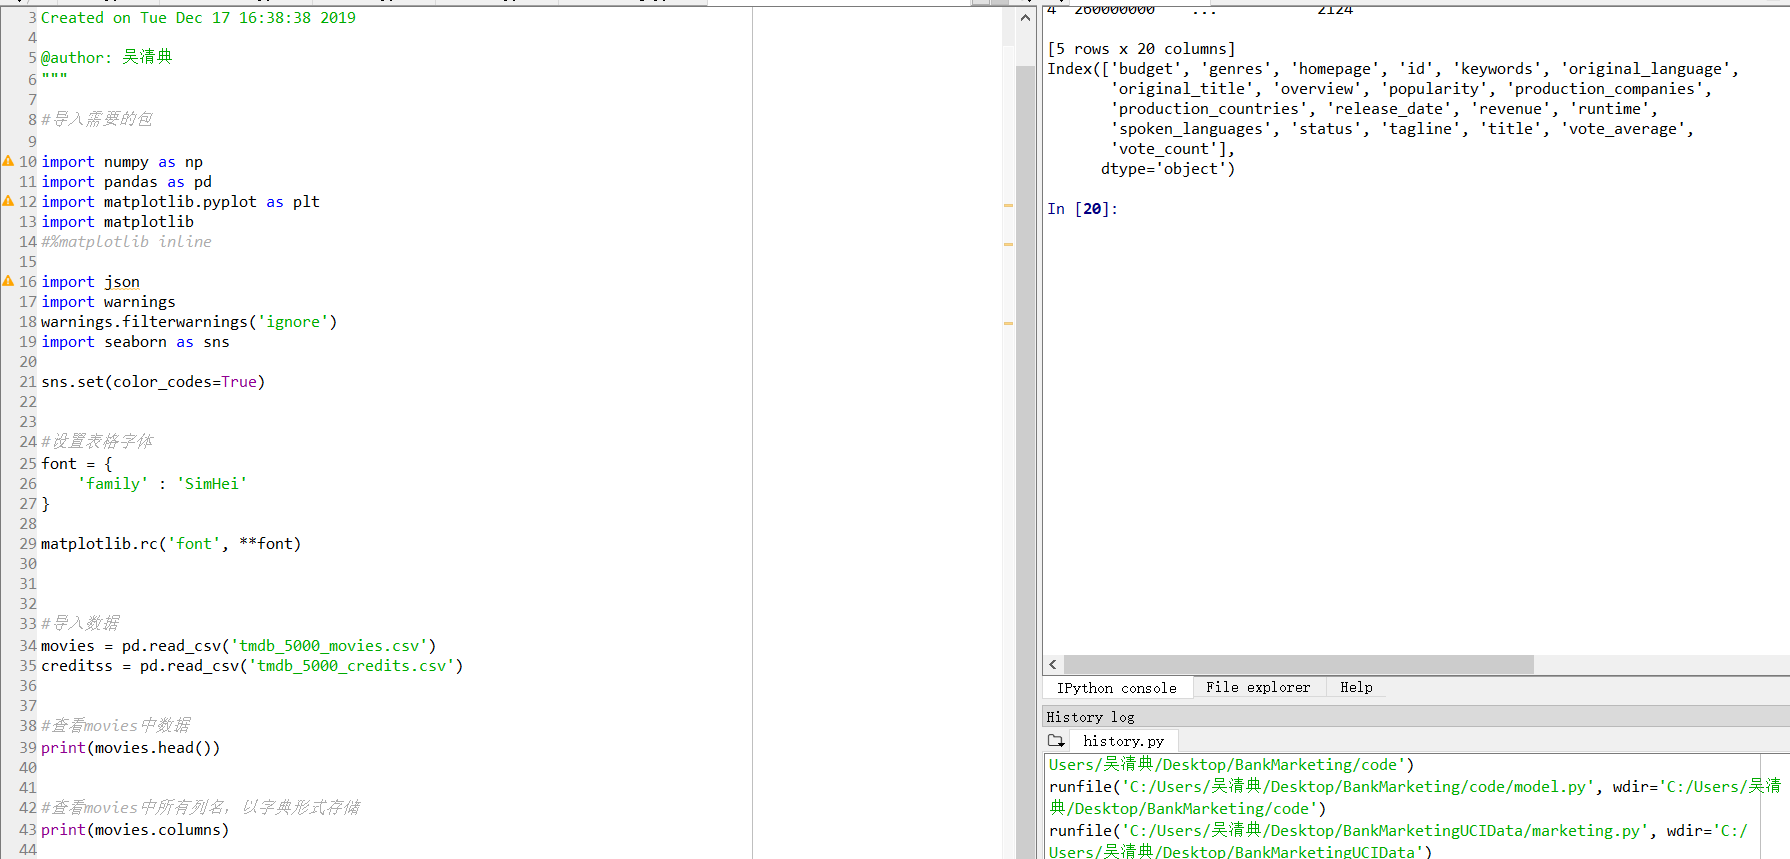 3 Created on Tue Dec 17 16:38:38 2019
4
5 @author: 吴清典
6 """
7
8 #导入需要的包
9
10 import numpy as np
11 import pandas as pd
12 import matplotlib.pyplot as plt
13 import matplotlib
14 #%matplotlib inline
15
16 import json
17 import warnings
18 warnings.filterwarnings('ignore')
19 import seaborn as sns
20
21 sns.set(color_codes=True)
22
23
24 #设置表格字体
25 font = {
26     'family' : 'SimHei'
27 }
28
29 matplotlib.rc('font', **font)
30
31
32
33 #导入数据
34 movies = pd.read_csv('tmdb_5000_movies.csv')
35 creditss = pd.read_csv('tmdb_5000_credits.csv')
36
37
38 #查看movies中数据
39 print(movies.head())
40
41
42 #查看movies中所有列名，以字典形式存储
43 print(movies.columns)
44
4  260000000    ...           2124
[5 rows x 20 columns]
Index(['budget', 'genres', 'homepage', 'id', 'keywords', 'original_language',
'original_title', 'overview', 'popularity', 'production_companies',
'production_countries', 'release_date', 'revenue', 'runtime',
'spoken_languages', 'status', 'tagline', 'title', 'vote_average',
'vote_count'],
dtype='object')
In [20]:
IPython console File explorer Help
History log
history.py
Users/吴清典/Desktop/BankMarketing/code')
runfile('C:/Users/吴清典/Desktop/BankMarketing/code/model.py', wdir='C:/Users/吴清
典/Desktop/BankMarketing/code')
runfile('C:/Users/吴清典/Desktop/BankMarketingUCIData/marketing.py', wdir='C:/
Users/吴清典/Desktop/BankMarketingUCIData')